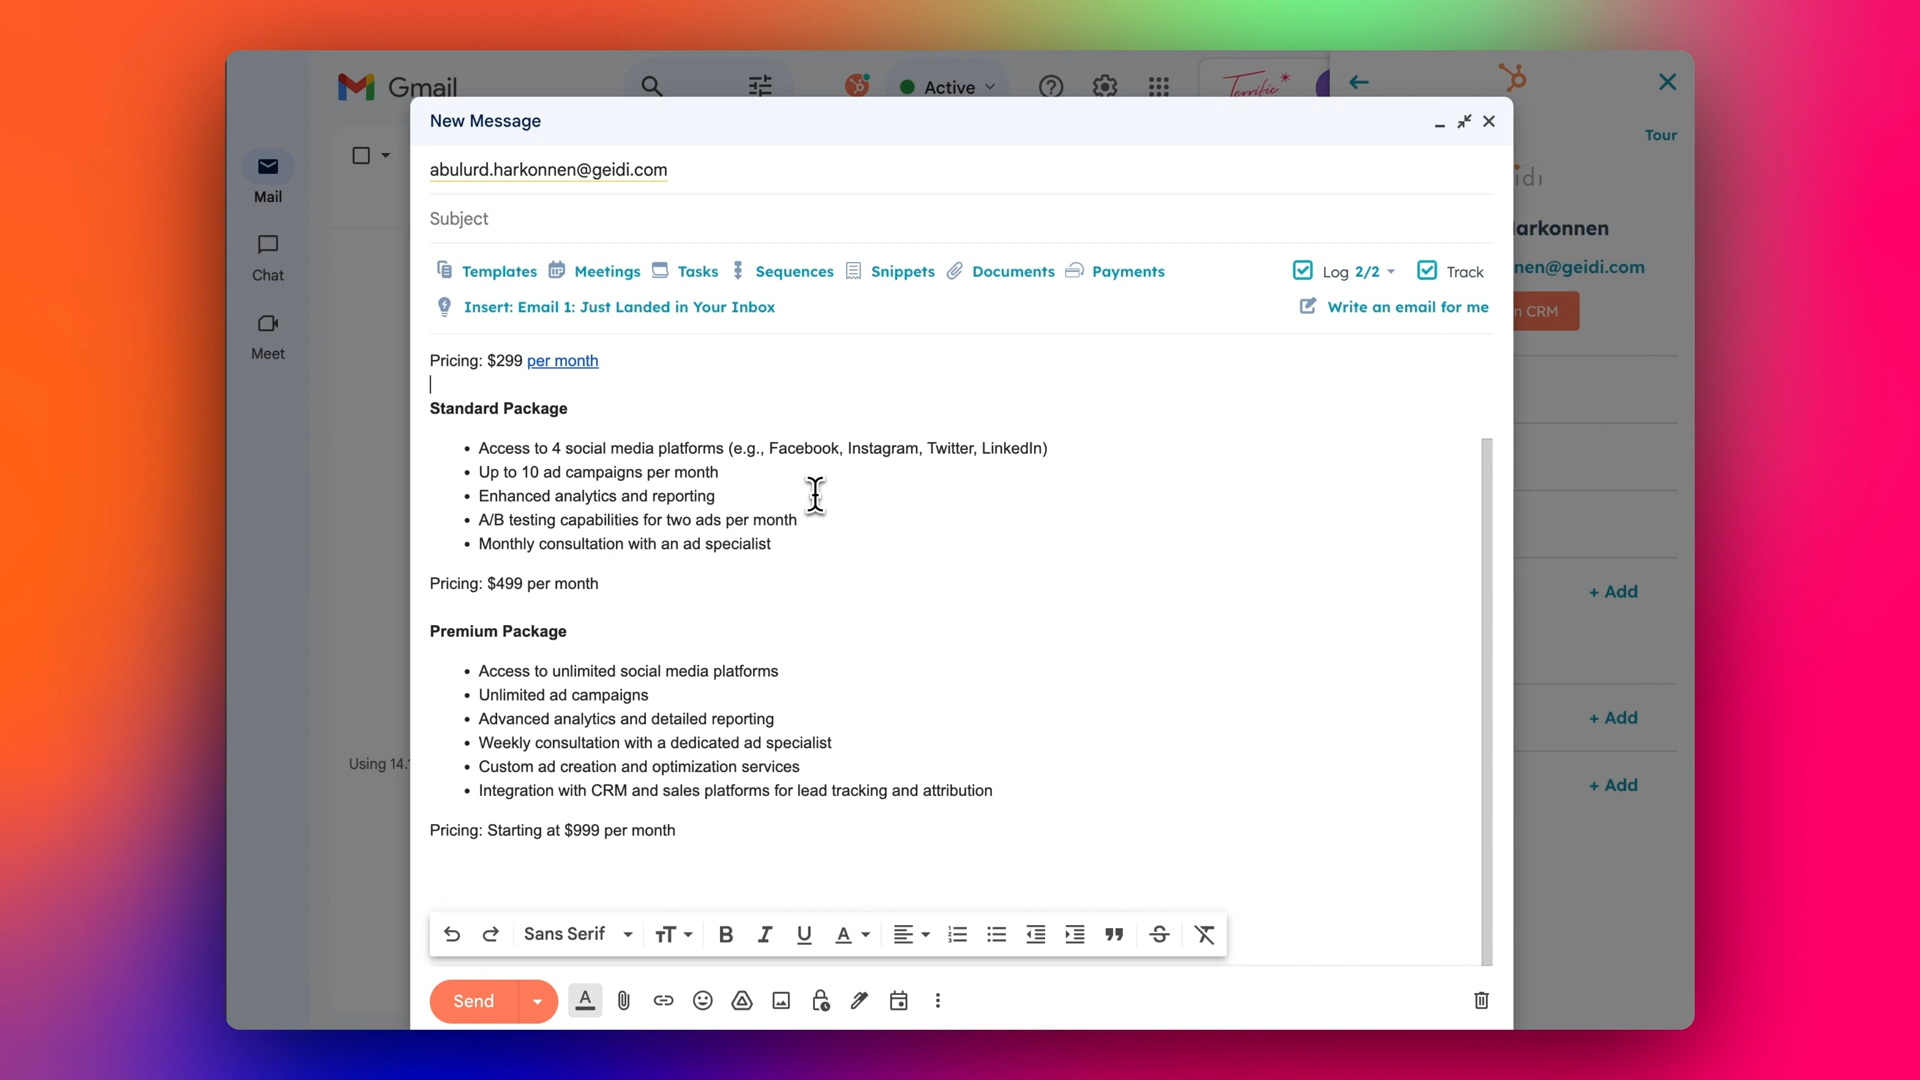 Gmail
Active
Terrific
Tour
New Message
Mail
Chat
Meet
abulurd.harkonnen@geidi.com
Subject
Templates Meetings Tasks Sequences Snippets Documents Payments
Log 2/2 Track
Insert: Email 1: Just Landed in Your Inbox
Write an email for me
Pricing: $299 per month
Standard Package
• Access to 4 social media platforms (e.g., Facebook, Instagram, Twitter, LinkedIn)
• Up to 10 ad campaigns per month
• Enhanced analytics and reporting
• A/B testing capabilities for two ads per month
• Monthly consultation with an ad specialist
Pricing: $499 per month
Premium Package
• Access to unlimited social media platforms
• Unlimited ad campaigns
• Advanced analytics and detailed reporting
• Weekly consultation with a dedicated ad specialist
• Custom ad creation and optimization services
• Integration with CRM and sales platforms for lead tracking and attribution
Pricing: Starting at $999 per month
Sans Serif
Send
Using 14.
idi
arkonnen
nen@geidi.com
n CRM
+ Add
+ Add
+ Add